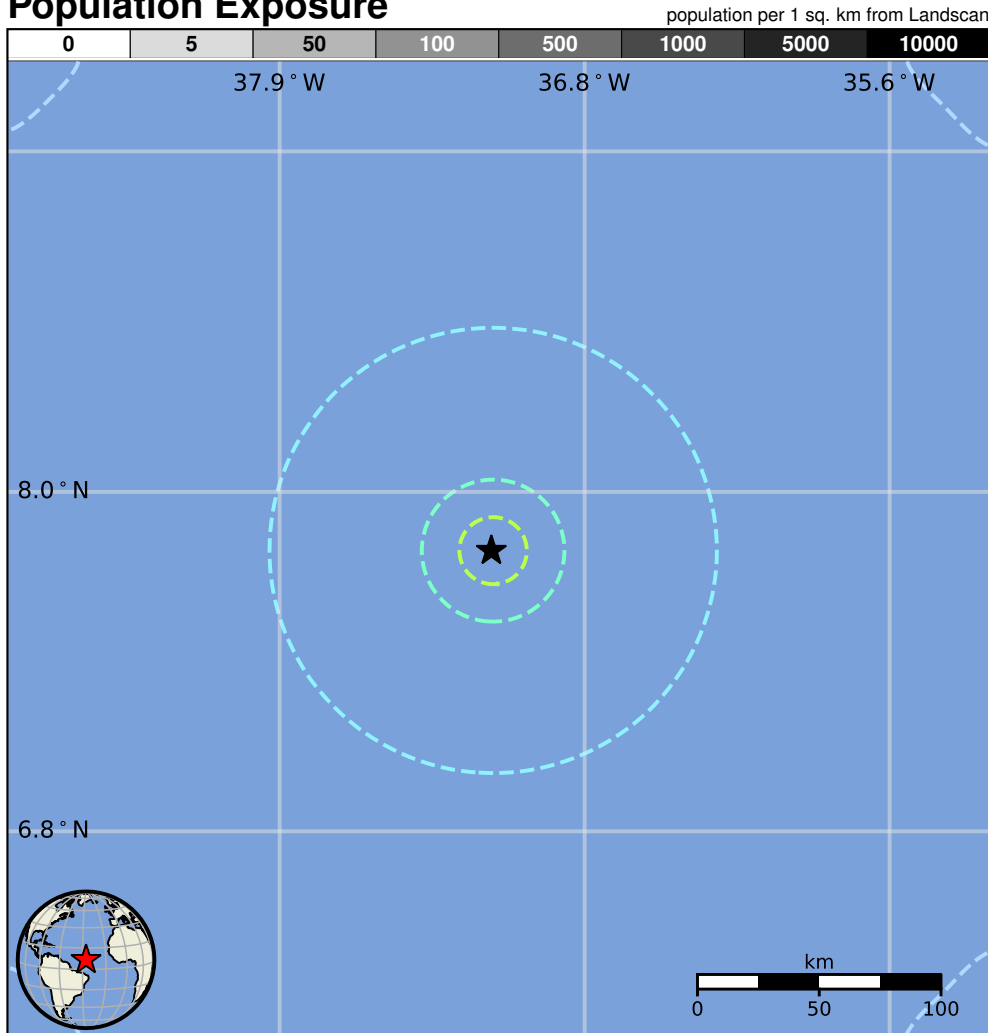 Population Exposure
population per 1 sq. km from Landscan
0 5 50 100 500 1000 5000 10000
37.9°W 36.8°W 35.6°W
8.0°N
6.8°N
km
0 50 100